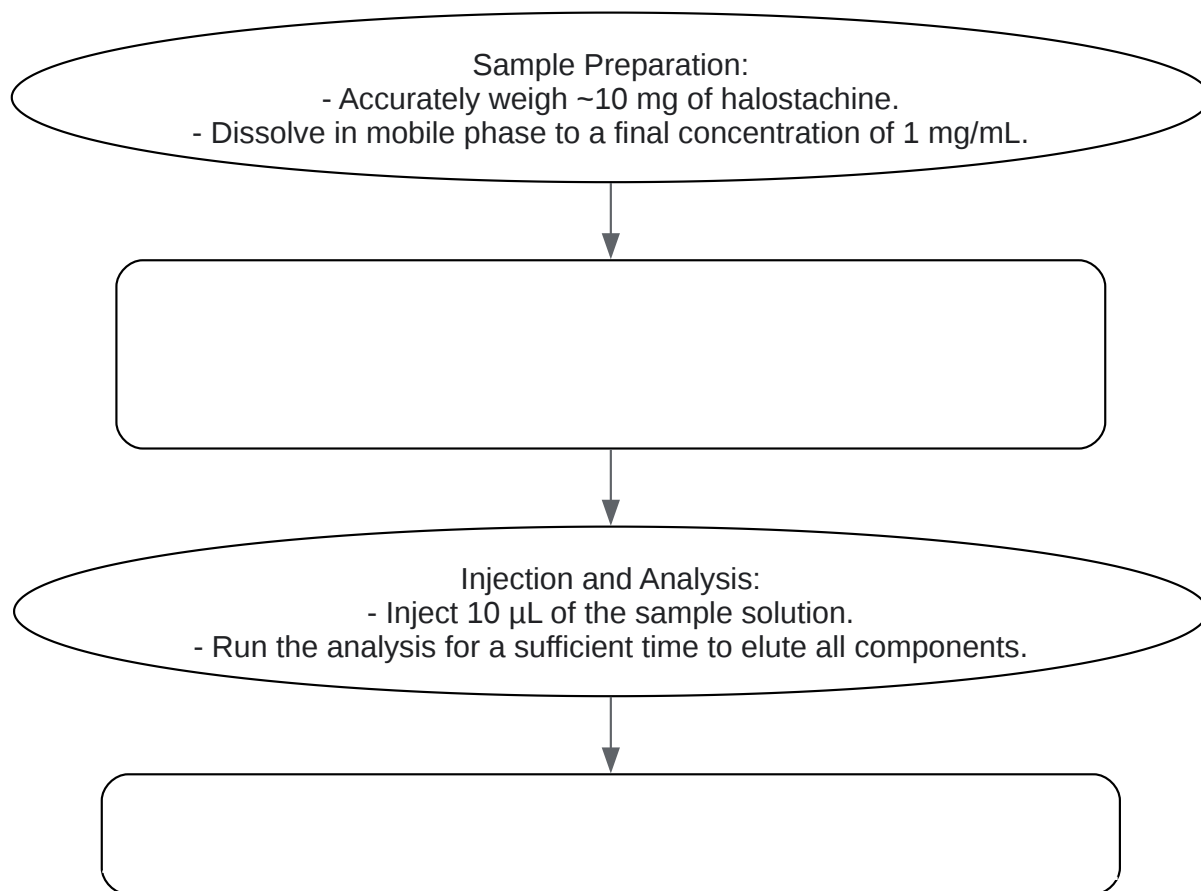 Sample Preparation:
- Accurately weigh ~10 mg of halostachine.
- Dissolve in mobile phase to a final concentration of 1 mg/mL.
Injection and Analysis:
- Inject 10 µL of the sample solution.
- Run the analysis for a sufficient time to elute all components.